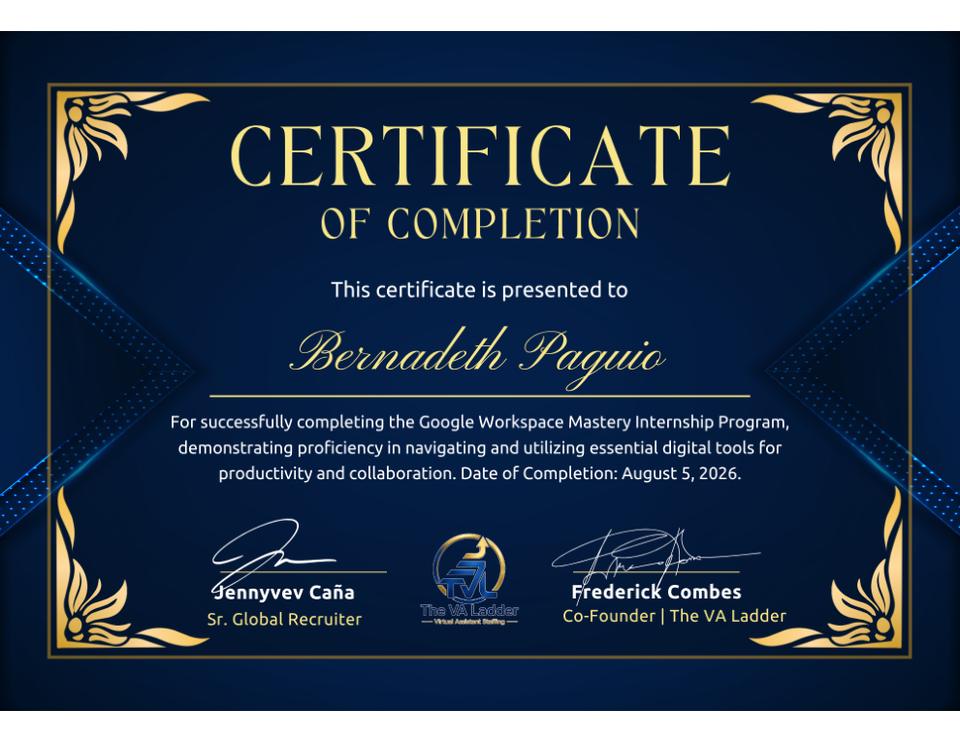 CERTIFICATE
OF COMPLETION
This certificate is presented to
Bernadeth Paguio
For successfully completing the Google Workspace Mastery Internship Program,
demonstrating proficiency in navigating and utilizing essential digital tools for
productivity and collaboration. Date of Completion: August 5, 2026.
Jennyvev Caña
Sr. Global Recruiter
TVL
The VA Ladder
Virtual Assistant Staffing
Frederick Combes
Co-Founder | The VA Ladder